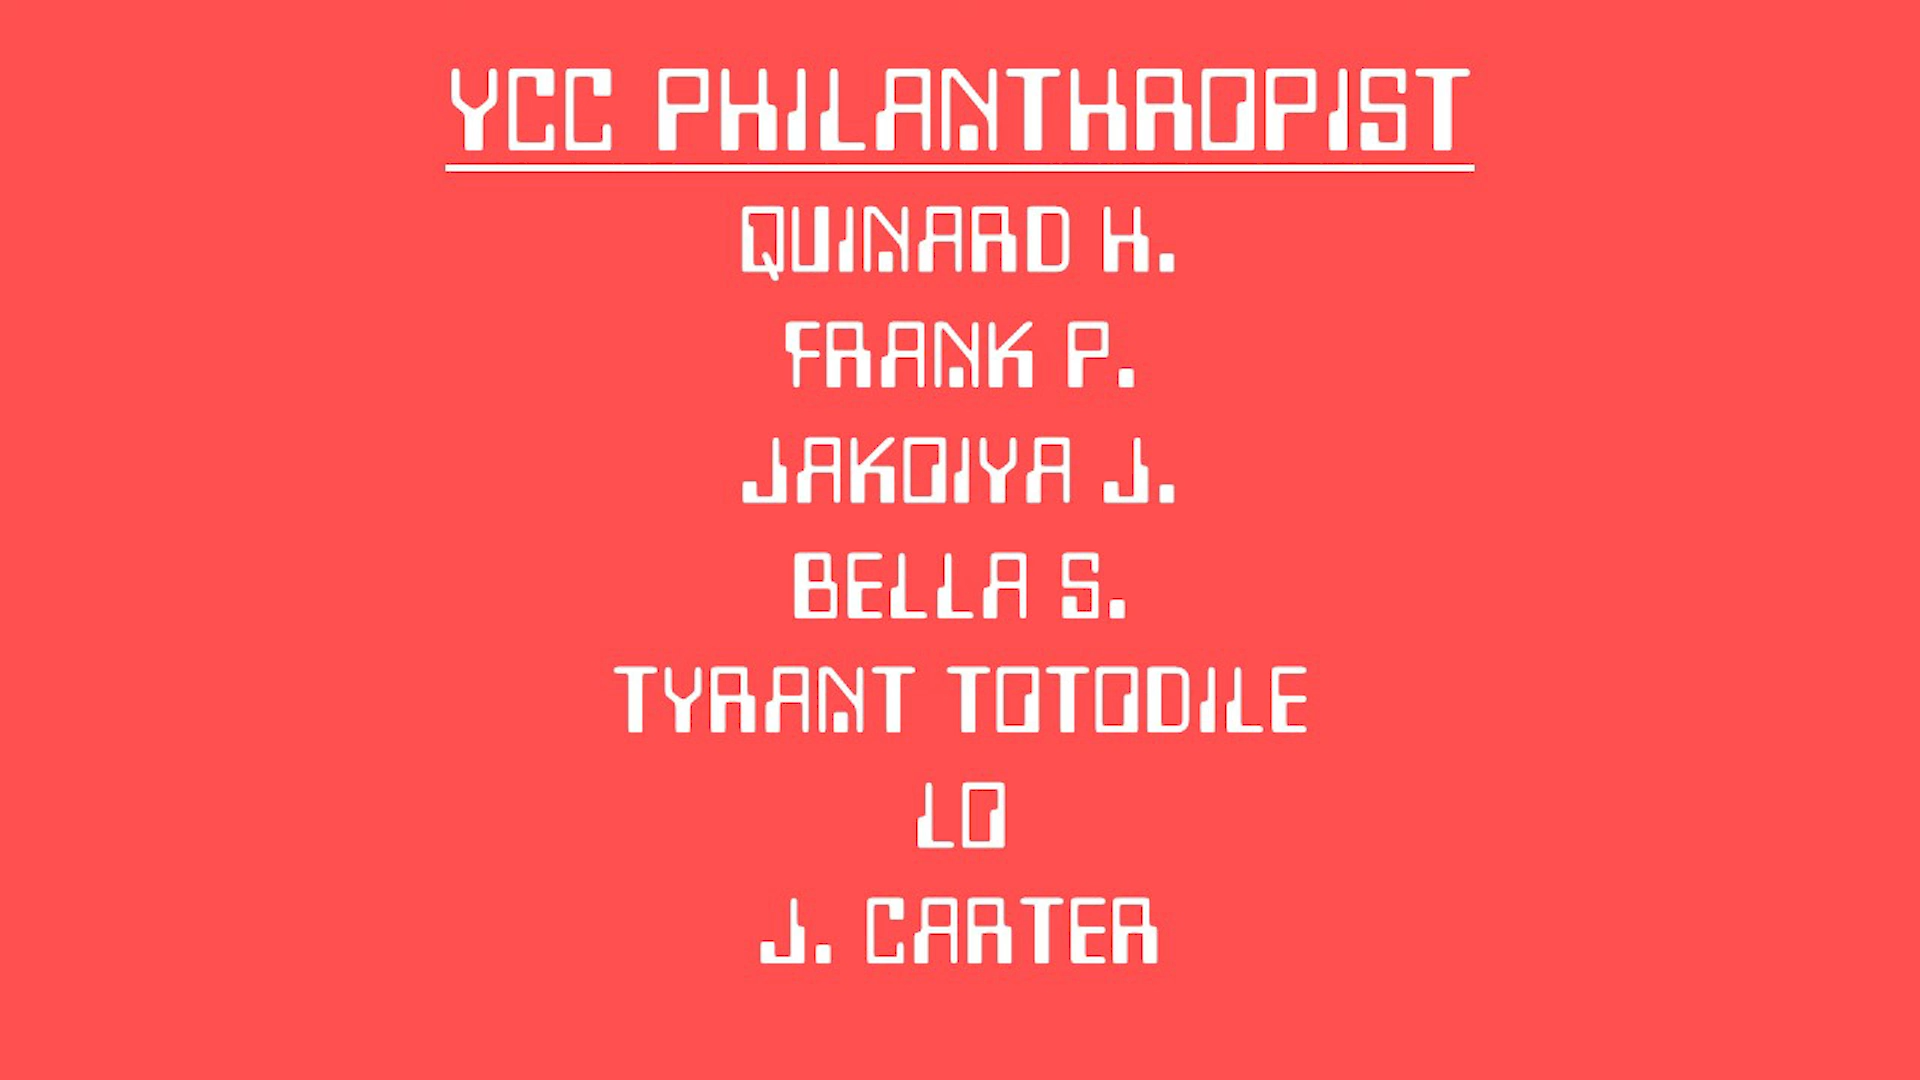 YCC PHILANTHROPIST
QUINARD H.
FRANK P.
JAKOIYA J.
BELLA S.
TYRANT TOTODILE
LO
J. CARTER